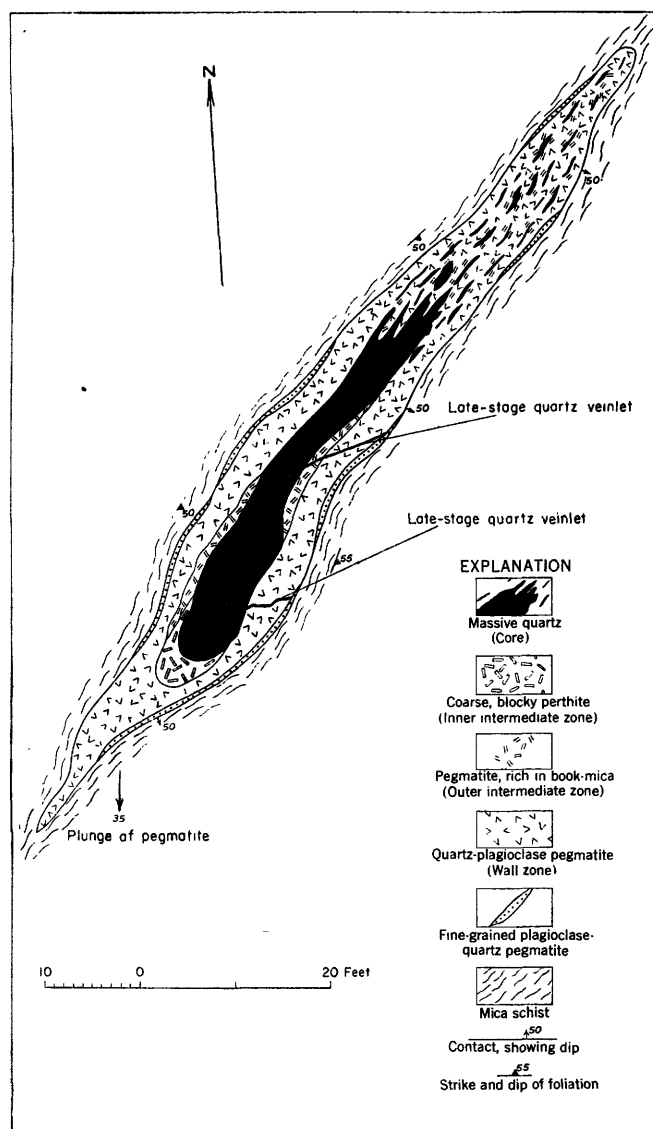 N
50
50
50
Late-stage quartz veinlet
50
Late-stage quartz veinlet
55
50
35
Plunge of pegmatite
10 0 20 Feet
EXPLANATION
Massive quartz
(Core)
Coarse, blocky perthite
(Inner intermediate zone)
Pegmatite, rich in book-mica
(Outer intermediate zone)
Quartz-plagioclase pegmatite
(Wall zone)
Fine-grained plagioclase-
quartz pegmatite
Mica schist
50
Contact, showing dip
55
Strike and dip of foliation